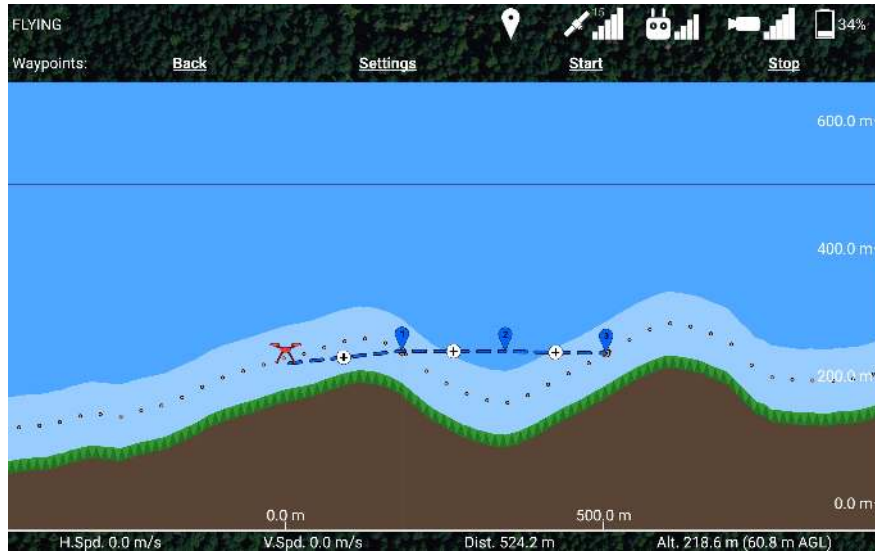 FLYING 15 34%
Waypoints: Back Settings Start Stop
600.0 m
400.0 m
1 2 3
200.0 m
0.0 m
0.0 m 500.0 m
H.Spd. 0.0 m/s V.Spd. 0.0 m/s Dist. 524.2 m Alt. 218.6 m (60.8 m AGL)